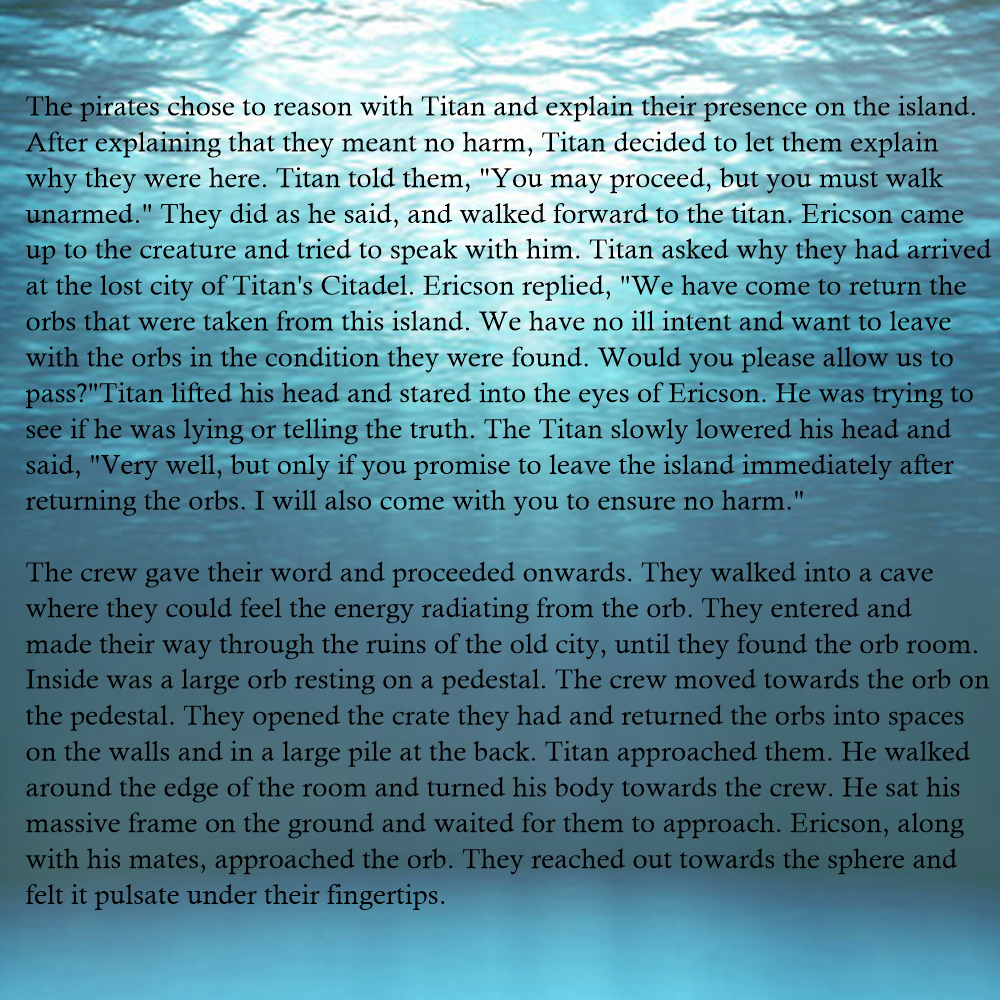 The pirates chose to reason with Titan and explain their presence on the island.
After explaining that they meant no harm, Titan decided to let them explain
why they were here. Titan told them, "You may proceed, but you must walk
unarmed." They did as he said, and walked forward to the titan. Ericson came
up to the creature and tried to speak with him. Titan asked why they had arrived
at the lost city of Titan's Citadel. Ericson replied, "We have come to return the
orbs that were taken from this island. We have no ill intent and want to leave
with the orbs in the condition they were found. Would you please allow us to
pass?"Titan lifted his head and stared into the eyes of Ericson. He was trying to
see if he was lying or telling the truth. The Titan slowly lowered his head and
said, "Very well, but only if you promise to leave the island immediately after
returning the orbs. I will also come with you to ensure no harm."
The crew gave their word and proceeded onwards. They walked into a cave
where they could feel the energy radiating from the orb. They entered and
made their way through the ruins of the old city, until they found the orb room.
Inside was a large orb resting on a pedestal. The crew moved towards the orb on
the pedestal. They opened the crate they had and returned the orbs into spaces
on the walls and in a large pile at the back. Titan approached them. He walked
around the edge of the room and turned his body towards the crew. He sat his
massive frame on the ground and waited for them to approach. Ericson, along
with his mates, approached the orb. They reached out towards the sphere and
felt it pulsate under their fingertips.